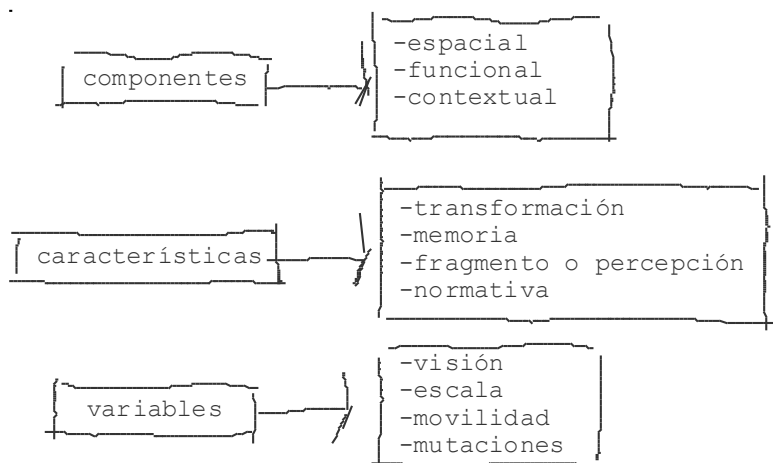 componentes
-espacial
-funcional
-contextual
características
-transformación
-memoria
-fragmento o percepción
-normativa
variables
-visión
-escala
-movilidad
-mutaciones